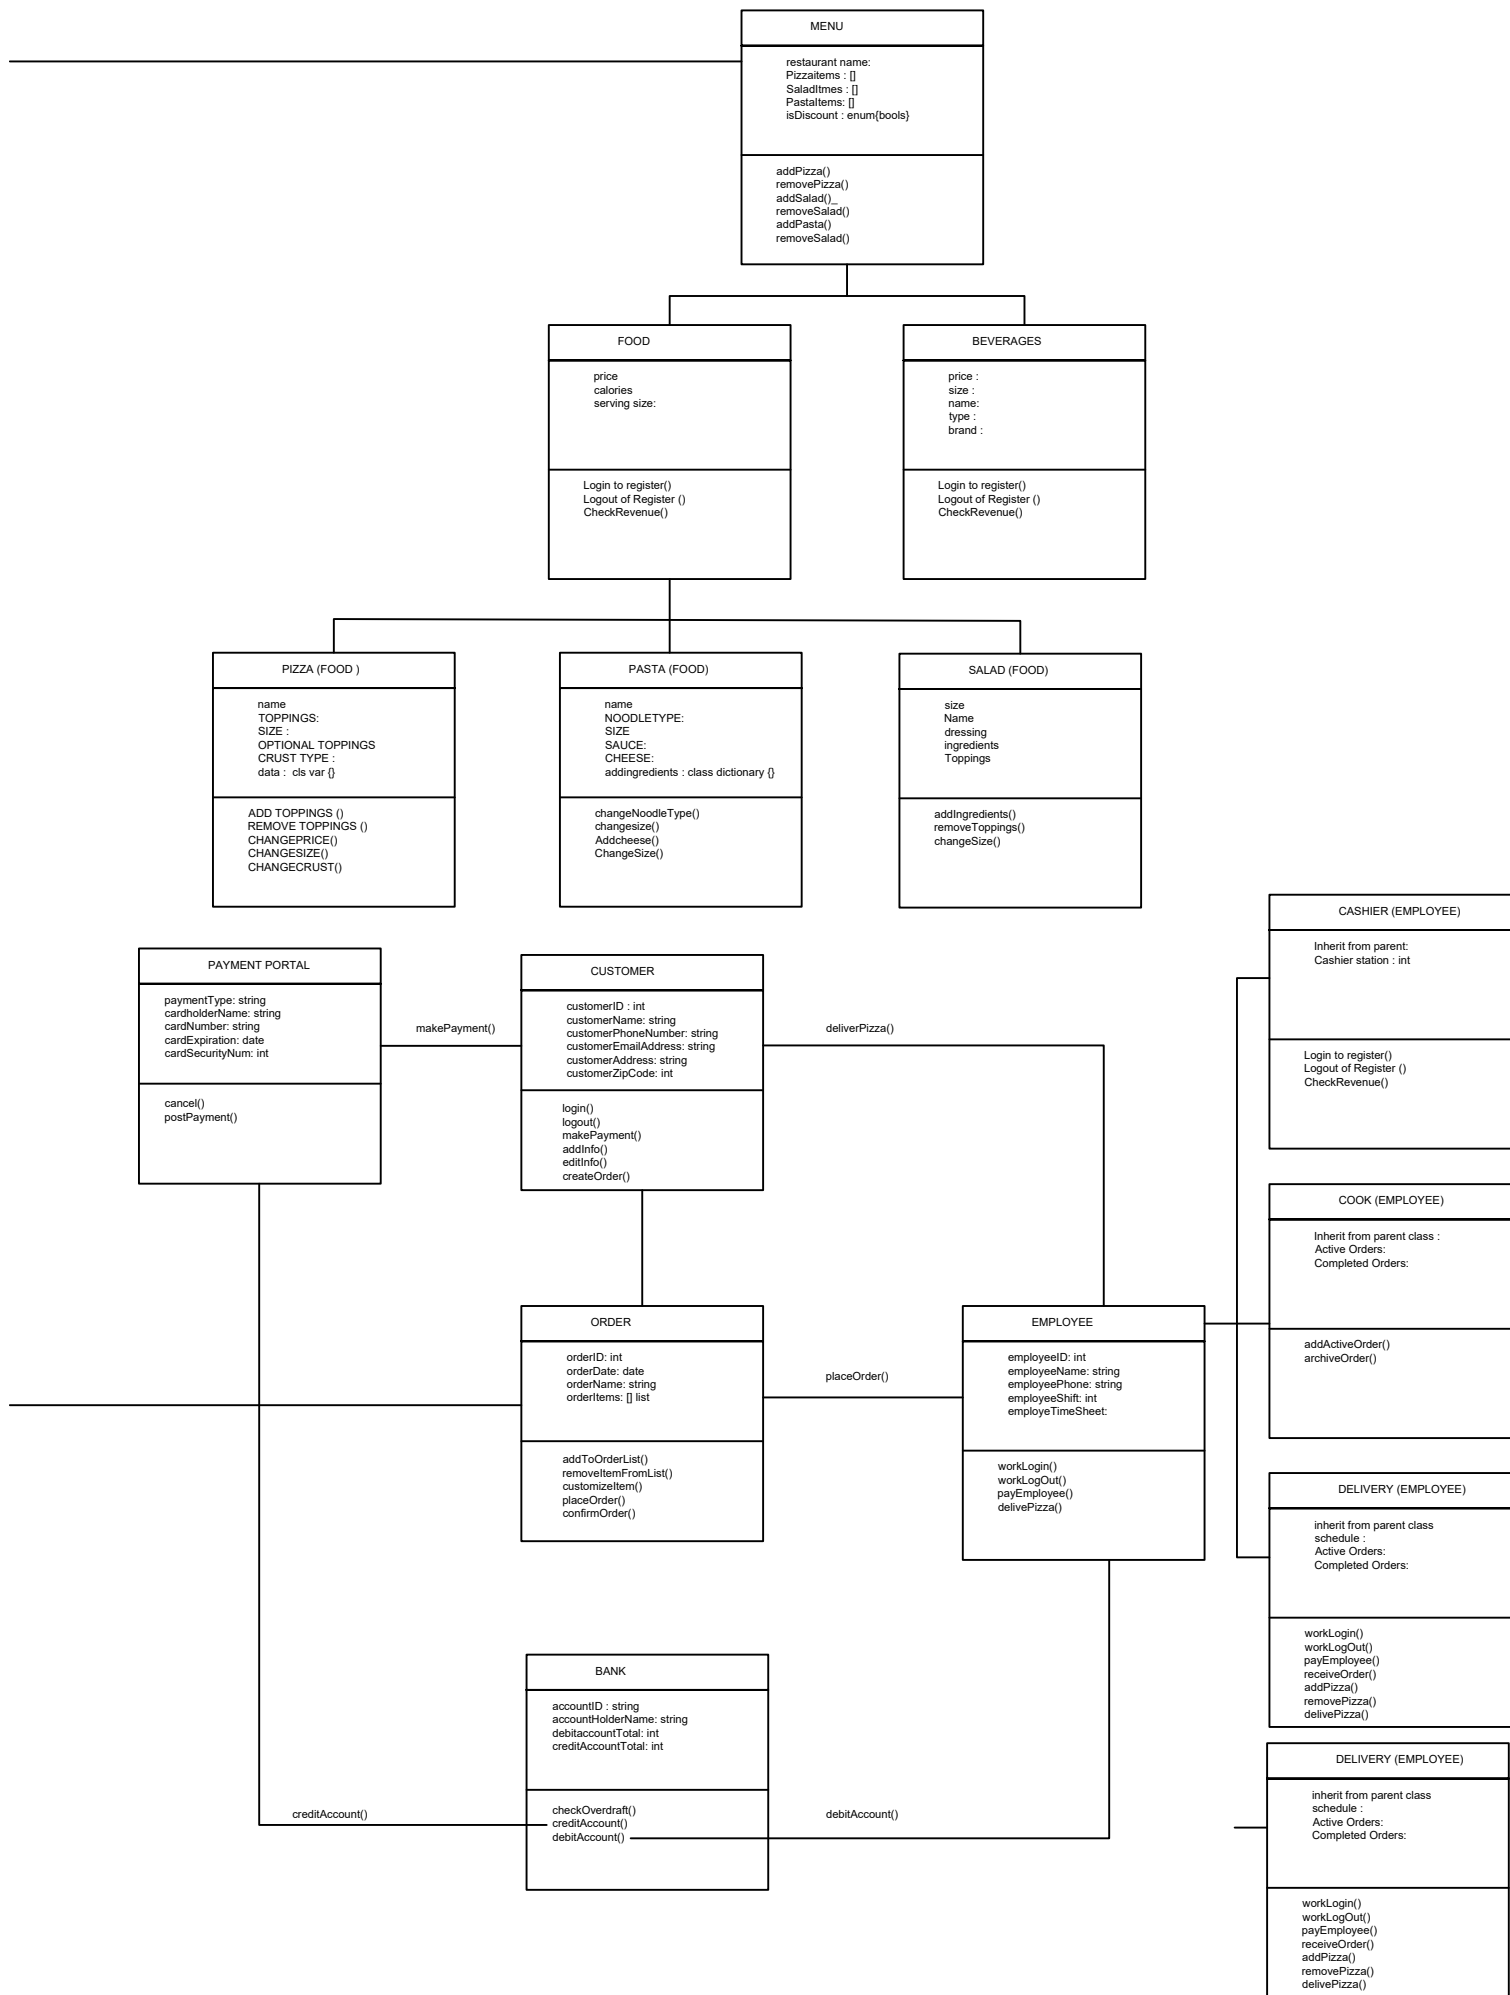 MENU
restaurant name:
Pizzaitems : []
SaladItmes : []
PastaItems: []
isDiscount : enum{bools}
addPizza()
removePizza()
addSalad()_
removeSalad()
addPasta()
removeSalad()
FOOD
price
calories
serving size:
Login to register()
Logout of Register ()
CheckRevenue()
BEVERAGES
price :
size :
name:
type :
brand :
Login to register()
Logout of Register ()
CheckRevenue()
PIZZA (FOOD )
name
TOPPINGS:
SIZE :
OPTIONAL TOPPINGS
CRUST TYPE :
data :  cls var {}
ADD TOPPINGS ()
REMOVE TOPPINGS ()
CHANGEPRICE()
CHANGESIZE()
CHANGECRUST()
PASTA (FOOD)
name
NOODLETYPE:
SIZE
SAUCE:
CHEESE:
addingredients : class dictionary {}
changeNoodleType()
changesize()
Addcheese()
ChangeSize()
SALAD (FOOD)
size
Name
dressing
ingredients
Toppings
addIngredients()
removeToppings()
changeSize()
CASHIER (EMPLOYEE)
Inherit from parent:
Cashier station : int
Login to register()
Logout of Register ()
CheckRevenue()
PAYMENT PORTAL
paymentType: string
cardholderName: string
cardNumber: string
cardExpiration: date
cardSecurityNum: int
cancel()
postPayment()
makePayment()
CUSTOMER
customerID : int
customerName: string
customerPhoneNumber: string
customerEmailAddress: string
customerAddress: string
customerZipCode: int
login()
logout()
makePayment()
addInfo()
editInfo()
createOrder()
deliverPizza()
COOK (EMPLOYEE)
Inherit from parent class :
Active Orders:
Completed Orders:
addActiveOrder()
archiveOrder()
ORDER
orderID: int
orderDate: date
orderName: string
orderItems: [] list
addToOrderList()
removeItemFromList()
customizeItem()
placeOrder()
confirmOrder()
placeOrder()
EMPLOYEE
employeeID: int
employeeName: string
employeePhone: string
employeeShift: int
employeTimeSheet:
workLogin()
workLogOut()
payEmployee()
delivePizza()
DELIVERY (EMPLOYEE)
inherit from parent class
schedule :
Active Orders:
Completed Orders:
workLogin()
workLogOut()
payEmployee()
receiveOrder()
addPizza()
removePizza()
delivePizza()
BANK
accountID : string
accountHolderName: string
debitaccountTotal: int
creditAccountTotal: int
checkOverdraft()
creditAccount()
debitAccount()
creditAccount()
debitAccount()
DELIVERY (EMPLOYEE)
inherit from parent class
schedule :
Active Orders:
Completed Orders:
workLogin()
workLogOut()
payEmployee()
receiveOrder()
addPizza()
removePizza()
delivePizza()